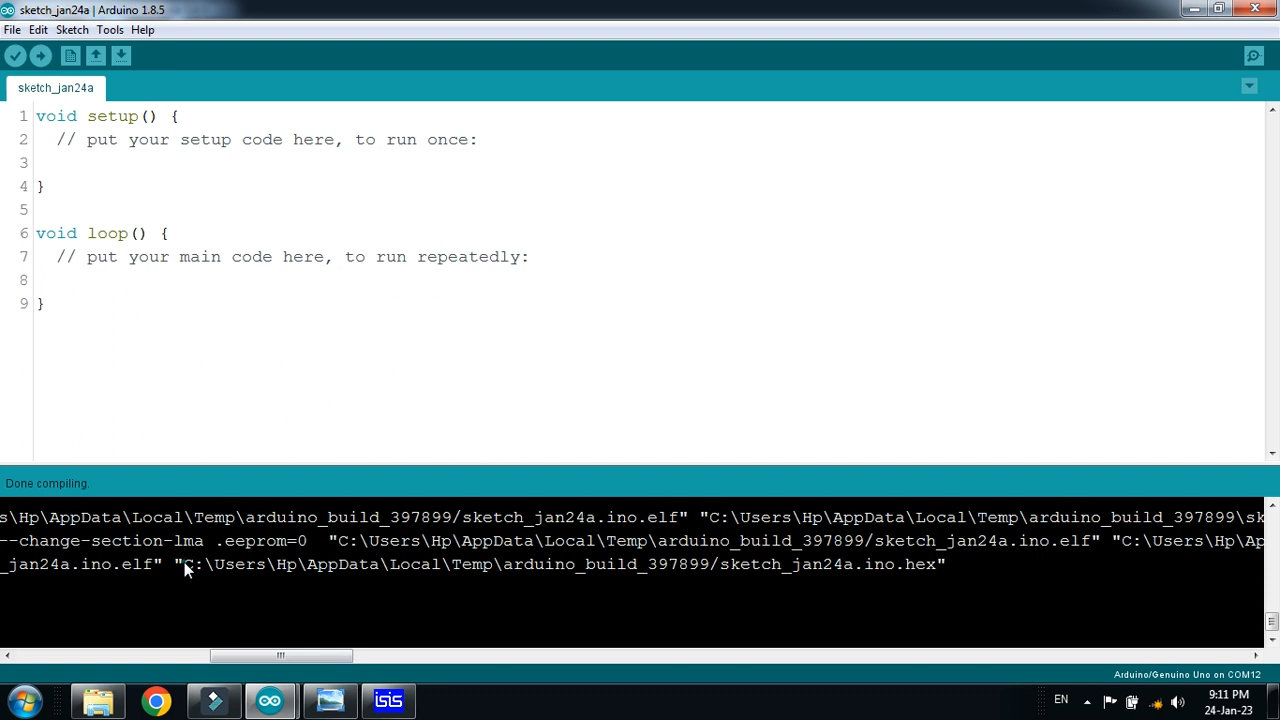 sketch_jan24a | Arduino 1.8.5
File Edit Sketch Tools Help
sketch_jan24a
1 void setup() {
2 // put your setup code here, to run once:
3
4 }
5
6 void loop() {
7 // put your main code here, to run repeatedly:
8
9 }
Done compiling.
s\Hp\AppData\Local\Temp\arduino_build_397899/sketch_jan24a.ino.elf" "C:\Users\Hp\AppData\Local\Temp\arduino_build_397899\sk
--change-section-lma .eeprom=0 "C:\Users\Hp\AppData\Local\Temp\arduino_build_397899/sketch_jan24a.ino.elf" "C:\Users\Hp\Ap
_jan24a.ino.elf" "C:\Users\Hp\AppData\Local\Temp\arduino_build_397899/sketch_jan24a.ino.hex"
Arduino/Genuino Uno on COM12
isis
EN
9:11 PM
24-Jan-23